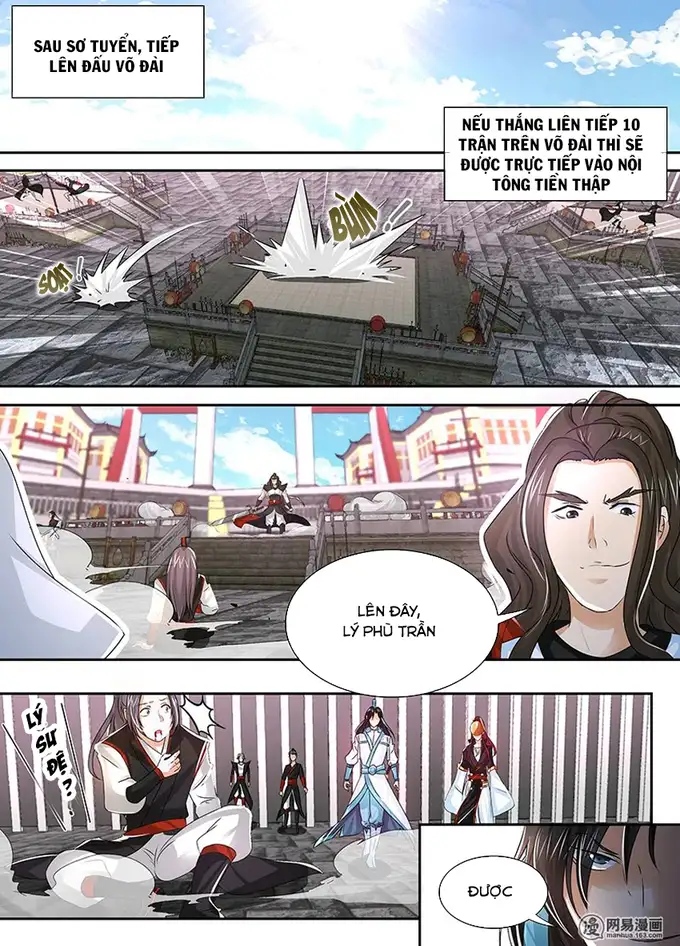 SAU SƠ TUYỂN, TIẾP
LÊN ĐẤU VÕ ĐÀI
NẾU THẮNG LIÊN TIẾP 10
TRẬN TRÊN VÕ ĐÀI THÌ SẼ
ĐƯỢC TRỰC TIẾP VÀO NỘI
TÔNG TIỀN THẬP
BÙM
!!
SOẠT
!!
LÊN ĐÂY,
LÝ PHÙ TRẦN
LÝ
SƯ
ĐỆ?
ĐƯỢC
网易漫画
manhua.163.com